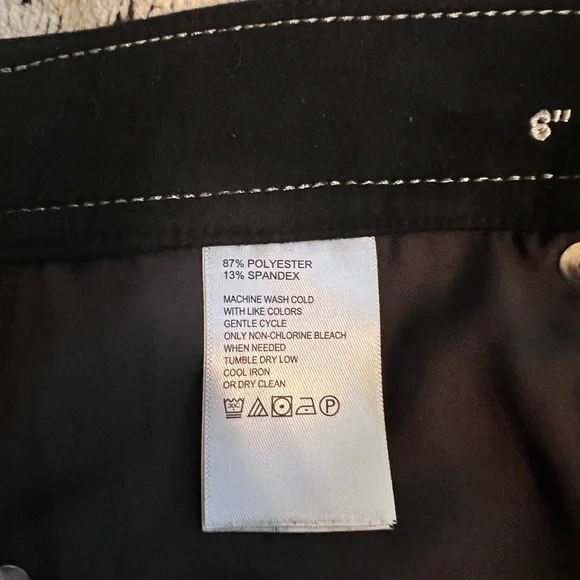 6"
87% POLYESTER
13% SPANDEX
MACHINE WASH COLD
WITH LIKE COLORS
GENTLE CYCLE
ONLY NON-CHLORINE BLEACH
WHEN NEEDED
TUMBLE DRY LOW
COOL IRON
OR DRY CLEAN
P